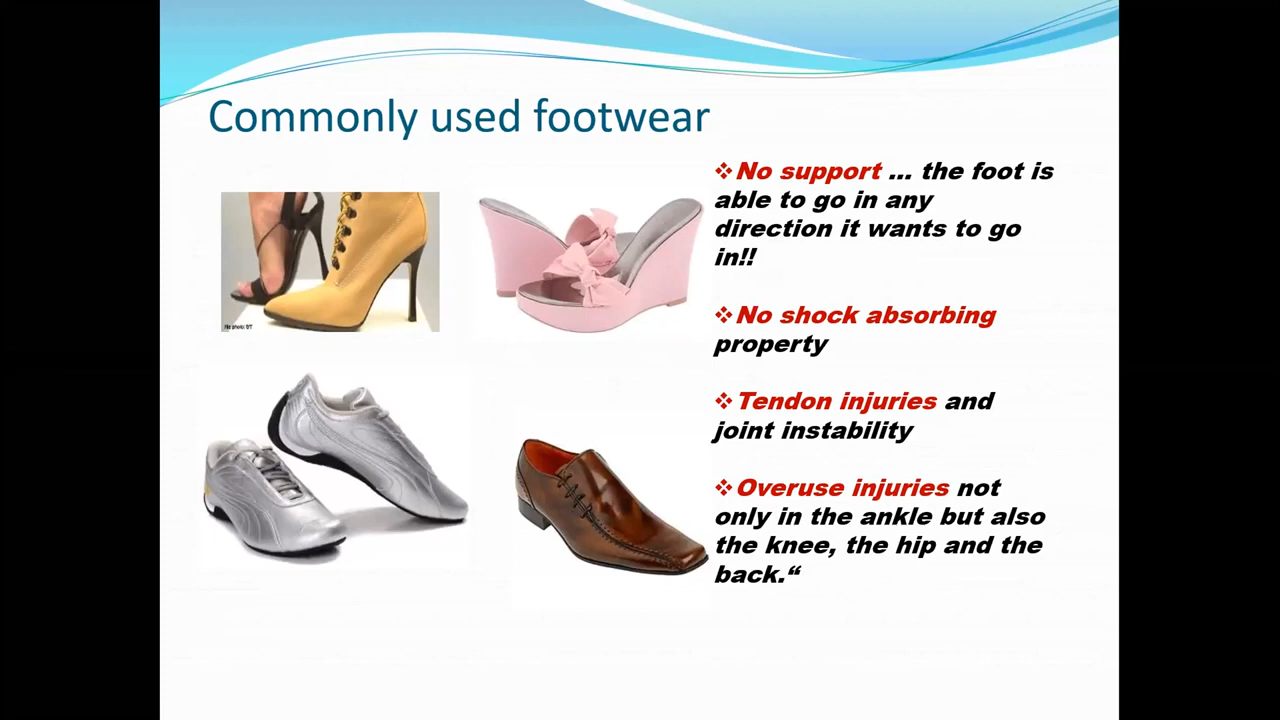 Commonly used footwear
❖No support ... the foot is
able to go in any
direction it wants to go
in!!
❖No shock absorbing
property
❖Tendon injuries and
joint instability
❖Overuse injuries not
only in the ankle but also
the knee, the hip and the
back.“